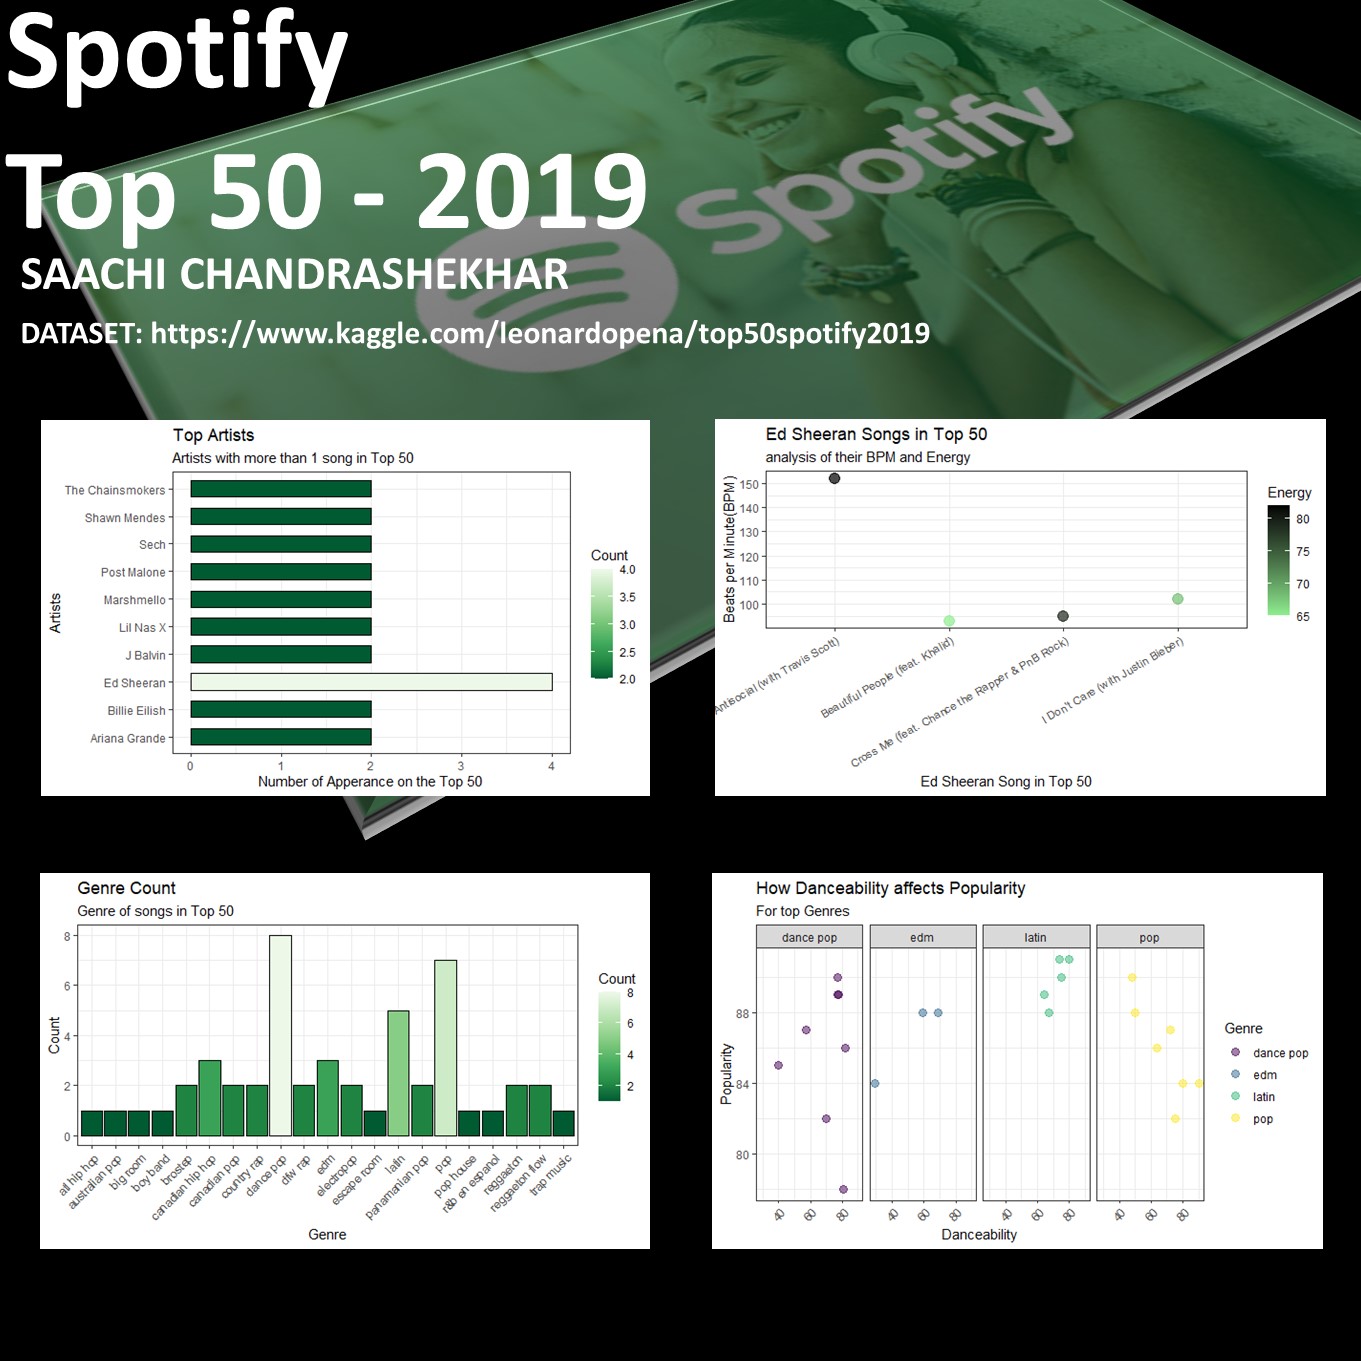 Spotify
Top 50 - 2019
SAACHI CHANDRASHEKHAR
DATASET: https://www.kaggle.com/leonardopena/top50spotify2019
Spotify
Top Artists
Artists with more than 1 song in Top 50
Artists
The Chainsmokers
Shawn Mendes
Sech
Post Malone
Marshmello
Lil Nas X
J Balvin
Ed Sheeran
Billie Eilish
Ariana Grande
0 1 2 3 4
Number of Apperance on the Top 50
Count
4.0
3.5
3.0
2.5
2.0
Ed Sheeran Songs in Top 50
analysis of their BPM and Energy
Beats per Minute(BPM)
150
140
130
120
110
100
Antisocial (with Travis Scott)
Beautiful People (feat. Khalid)
Cross Me (feat. Chance the Rapper & PnB Rock)
I Don't Care (with Justin Bieber)
Ed Sheeran Song in Top 50
Energy
80
75
70
65
Genre Count
Genre of songs in Top 50
Count
8
6
4
2
0
atl hip hop
australian pop
big room
boy band
brostep
canadian hip hop
canadian pop
country rap
dance pop
dfw rap
edm
electropop
escape room
latin
panamanian pop
pop
pop house
r&b en espanol
reggaeton
reggaeton flow
trap music
Genre
Count
8
6
4
2
How Danceability affects Popularity
For top Genres
dance pop edm latin pop
Popularity
88
84
80
40 60 80 40 60 80 40 60 80 40 60 80
Danceability
Genre
dance pop
edm
latin
pop